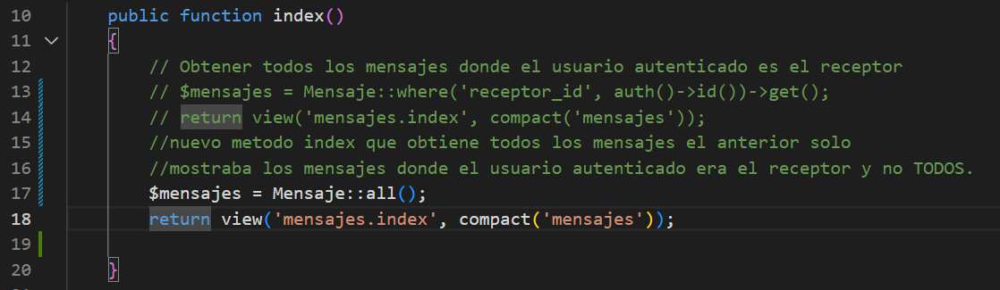 10 public function index()
11 {
12 // Obtener todos los mensajes donde el usuario autenticado es el receptor
13 // $mensajes = Mensaje::where('receptor_id', auth()->id())->get();
14 // return view('mensajes.index', compact('mensajes'));
15 //nuevo metodo index que obtiene todos los mensajes el anterior solo
16 //mostraba los mensajes donde el usuario autenticado era el receptor y no TODOS.
17 $mensajes = Mensaje::all();
18 return view('mensajes.index', compact('mensajes'));
19
20 }